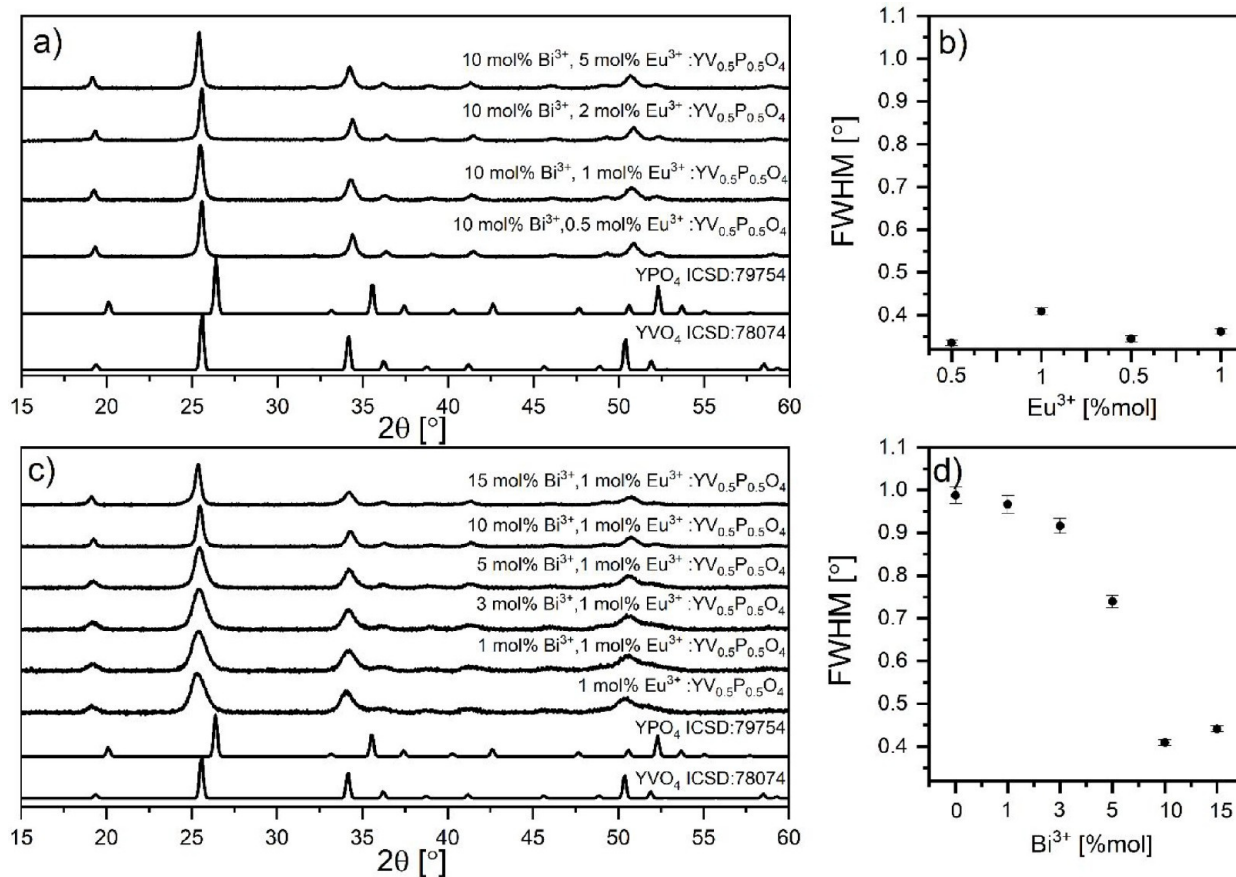 a)
10 mol% Bi³⁺, 5 mol% Eu³⁺ :YV₀.₅P₀.₅O₄
10 mol% Bi³⁺, 2 mol% Eu³⁺ :YV₀.₅P₀.₅O₄
10 mol% Bi³⁺, 1 mol% Eu³⁺ :YV₀.₅P₀.₅O₄
10 mol% Bi³⁺,0.5 mol% Eu³⁺ :YV₀.₅P₀.₅O₄
YPO₄ ICSD:79754
YVO₄ ICSD:78074
15 20 25 30 35 40 45 50 55 60
2θ [°]
b)
FWHM [°]
1.1
1.0
0.9
0.8
0.7
0.6
0.5
0.4
0.5 1 0.5 1
Eu³⁺ [%mol]
c)
15 mol% Bi³⁺,1 mol% Eu³⁺ :YV₀.₅P₀.₅O₄
10 mol% Bi³⁺,1 mol% Eu³⁺ :YV₀.₅P₀.₅O₄
5 mol% Bi³⁺,1 mol% Eu³⁺ :YV₀.₅P₀.₅O₄
3 mol% Bi³⁺,1 mol% Eu³⁺ :YV₀.₅P₀.₅O₄
1 mol% Bi³⁺,1 mol% Eu³⁺ :YV₀.₅P₀.₅O₄
1 mol% Eu³⁺ :YV₀.₅P₀.₅O₄
YPO₄ ICSD:79754
YVO₄ ICSD:78074
15 20 25 30 35 40 45 50 55 60
2θ [°]
d)
FWHM [°]
1.1
1.0
0.9
0.8
0.7
0.6
0.5
0.4
0 1 3 5 10 15
Bi³⁺ [%mol]